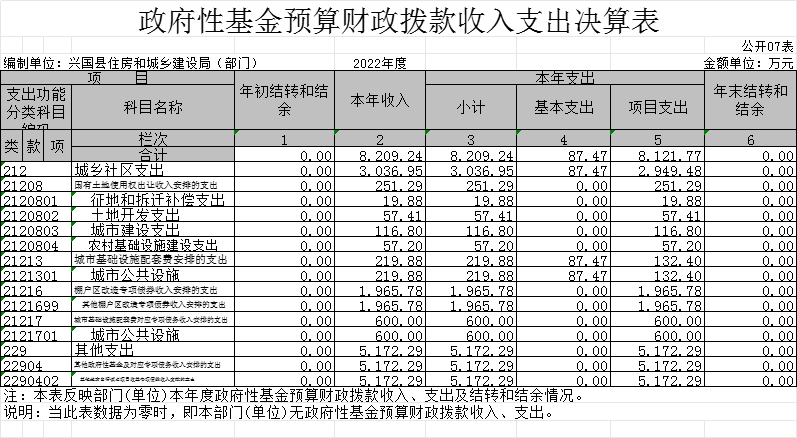 政府性基金预算财政拨款收入支出决算表
公开07表
编制单位：兴国县住房和城乡建设局（部门） 2022年度 金额单位：万元
项 目 年初结转和结余 本年收入 本年支出 年末结转和结余
支出功能分类科目编码 科目名称 小计 基本支出 项目支出
类 款 项 栏次 1 2 3 4 5 6
合计 0.00 8,209.24 8,209.24 87.47 8,121.77 0.00
212 城乡社区支出 0.00 3,036.95 3,036.95 87.47 2,949.48 0.00
21208 国有土地使用权出让收入安排的支出 0.00 251.29 251.29 0.00 251.29 0.00
2120801 征地和拆迁补偿支出 0.00 19.88 19.88 0.00 19.88 0.00
2120802 土地开发支出 0.00 57.41 57.41 0.00 57.41 0.00
2120803 城市建设支出 0.00 116.80 116.80 0.00 116.80 0.00
2120804 农村基础设施建设支出 0.00 57.20 57.20 0.00 57.20 0.00
21213 城市基础设施配套费安排的支出 0.00 219.88 219.88 87.47 132.40 0.00
2121301 城市公共设施 0.00 219.88 219.88 87.47 132.40 0.00
21216 棚户区改造专项债券收入安排的支出 0.00 1,965.78 1,965.78 0.00 1,965.78 0.00
2121699 其他棚户区改造专项债券收入安排的支出 0.00 1,965.78 1,965.78 0.00 1,965.78 0.00
21217 城市基础设施配套费对应专项债务收入安排的支出 0.00 600.00 600.00 0.00 600.00 0.00
2121701 城市公共设施 0.00 600.00 600.00 0.00 600.00 0.00
229 其他支出 0.00 5,172.29 5,172.29 0.00 5,172.29 0.00
22904 其他政府性基金及对应专项债务收入安排的支出 0.00 5,172.29 5,172.29 0.00 5,172.29 0.00
2290402 0.00 5,172.29 5,172.29 0.00 5,172.29 0.00
注：本表反映部门(单位)本年度政府性基金预算财政拨款收入、支出及结转和结余情况。
说明：当此表数据为零时，即本部门(单位)无政府性基金预算财政拨款收入、支出。